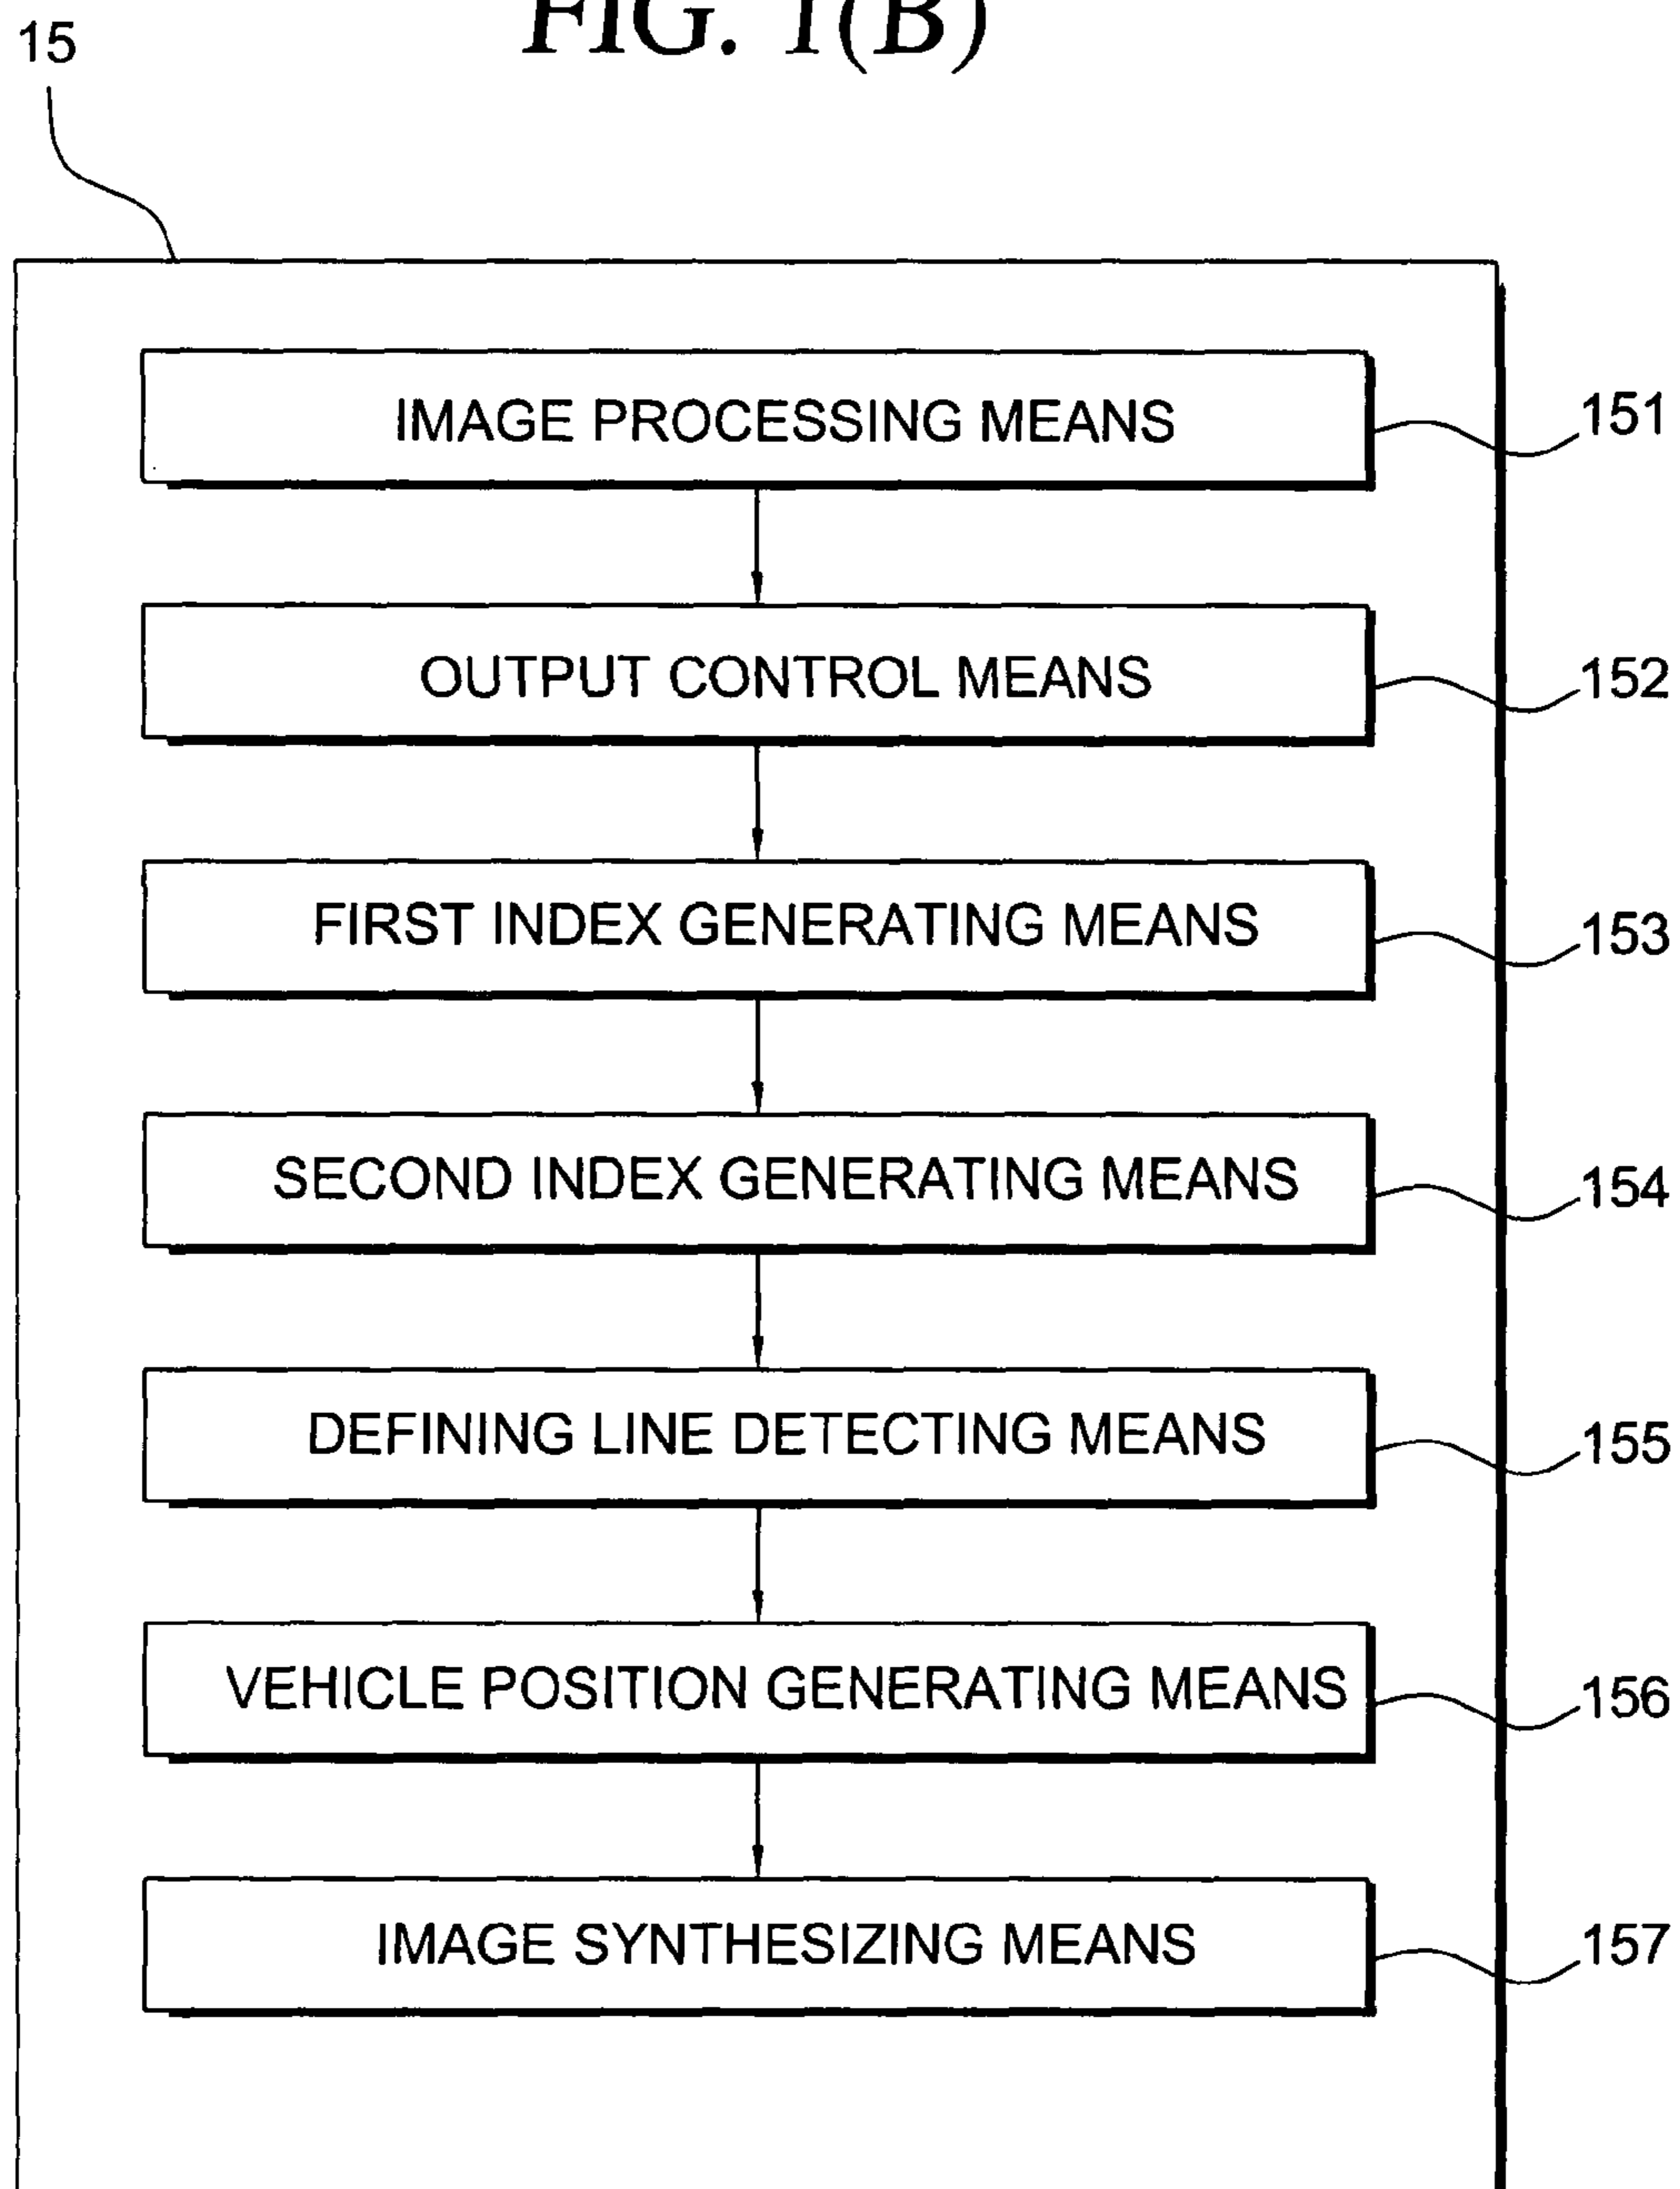 FIG. 1(B)
15
IMAGE PROCESSING MEANS
151
OUTPUT CONTROL MEANS
152
FIRST INDEX GENERATING MEANS
153
SECOND INDEX GENERATING MEANS
154
DEFINING LINE DETECTING MEANS
155
VEHICLE POSITION GENERATING MEANS
156
IMAGE SYNTHESIZING MEANS
157